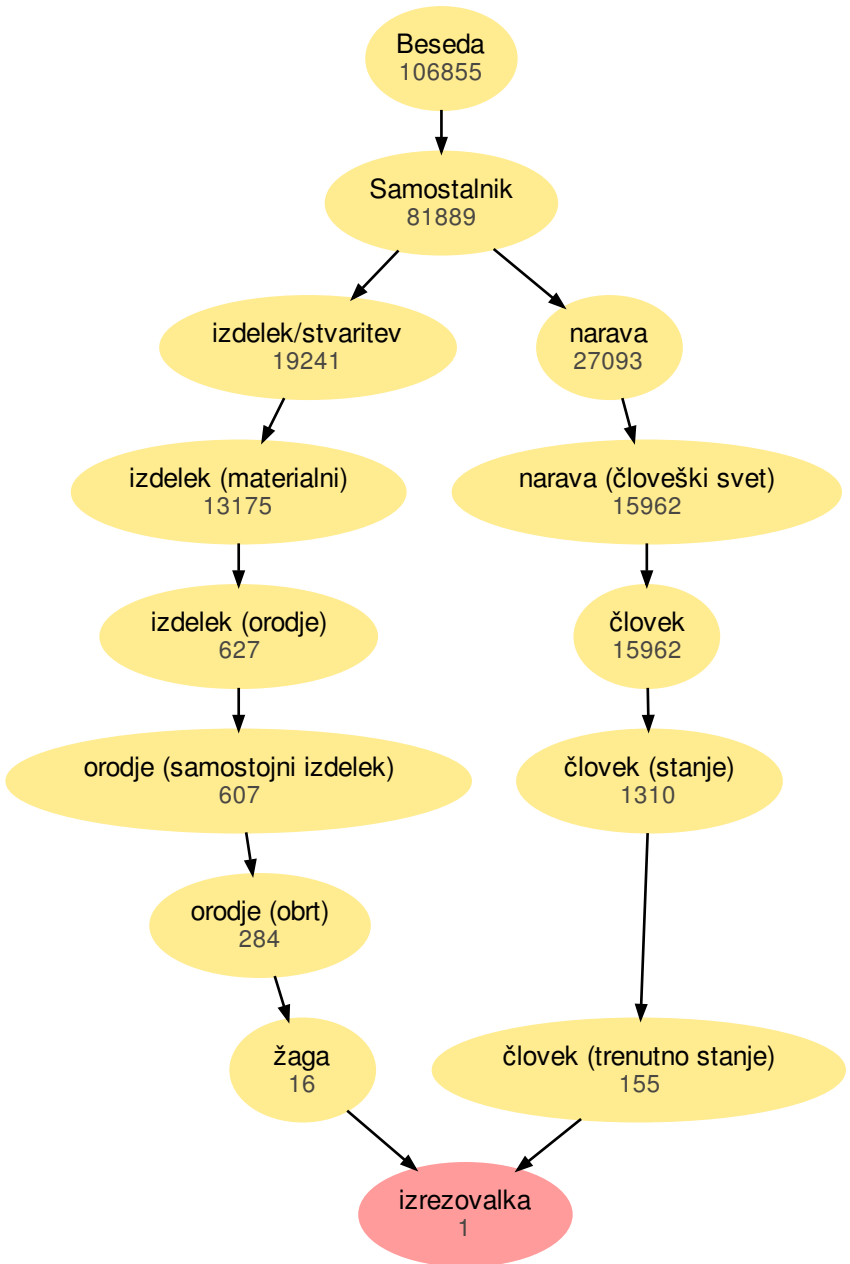 Beseda
106855
Samostalnik
81889
izdelek/stvaritev
19241
narava
27093
izdelek (materialni)
13175
narava (človeški svet)
15962
izdelek (orodje)
627
človek
15962
orodje (samostojni izdelek)
607
človek (stanje)
1310
orodje (obrt)
284
žaga
16
človek (trenutno stanje)
155
izrezovalka
1